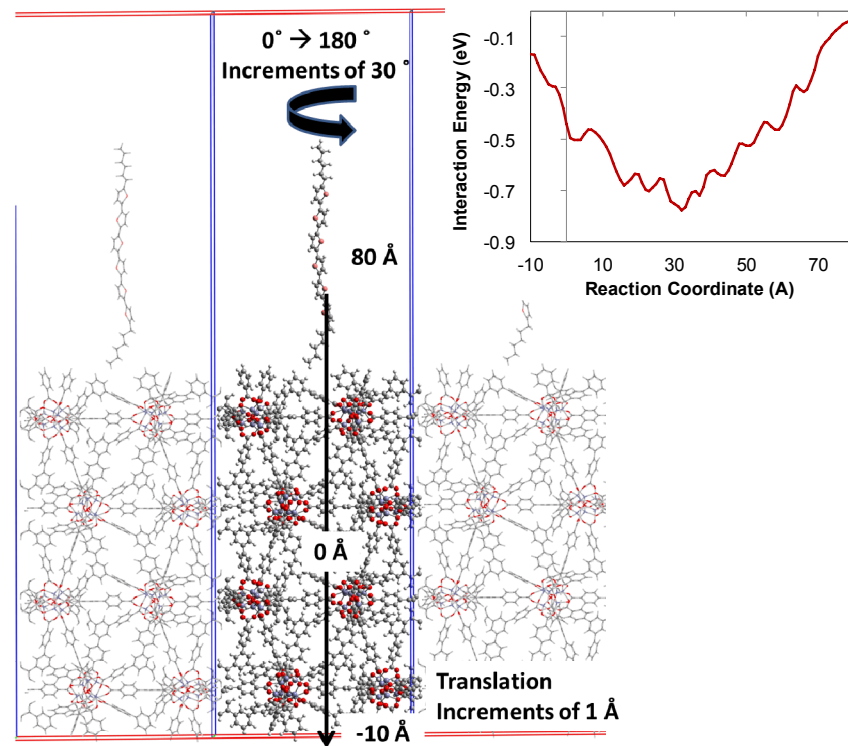 0˚ → 180 ˚
Increments of 30 ˚
80 Å
0 Å
-10 Å
Translation
Increments of 1 Å
Interaction Energy (eV)
-0.1
-0.3
-0.5
-0.7
-0.9
-10 10 30 50 70
Reaction Coordinate (A)